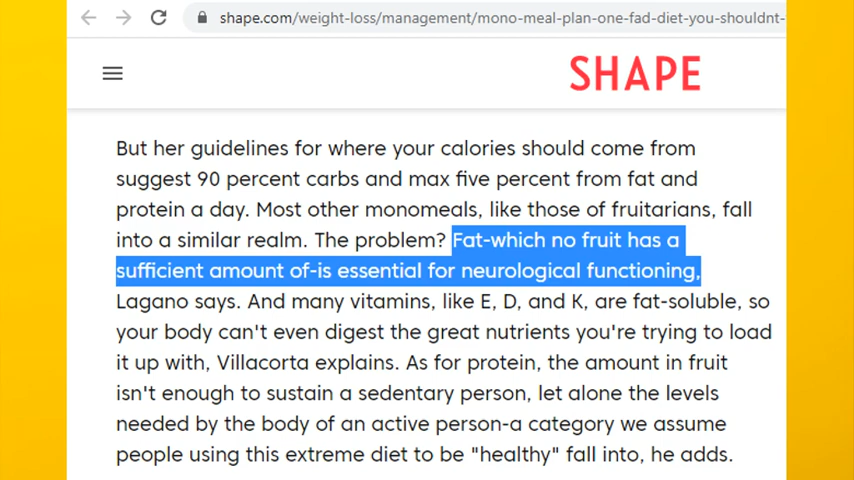 shape.com/weight-loss/management/mono-meal-plan-one-fad-diet-you-shouldnt-
SHAPE
But her guidelines for where your calories should come from
suggest 90 percent carbs and max five percent from fat and
protein a day. Most other monomeals, like those of fruitarians, fall
into a similar realm. The problem? Fat-which no fruit has a
sufficient amount of-is essential for neurological functioning,
Lagano says. And many vitamins, like E, D, and K, are fat-soluble, so
your body can't even digest the great nutrients you're trying to load
it up with, Villacorta explains. As for protein, the amount in fruit
isn't enough to sustain a sedentary person, let alone the levels
needed by the body of an active person-a category we assume
people using this extreme diet to be "healthy" fall into, he adds.